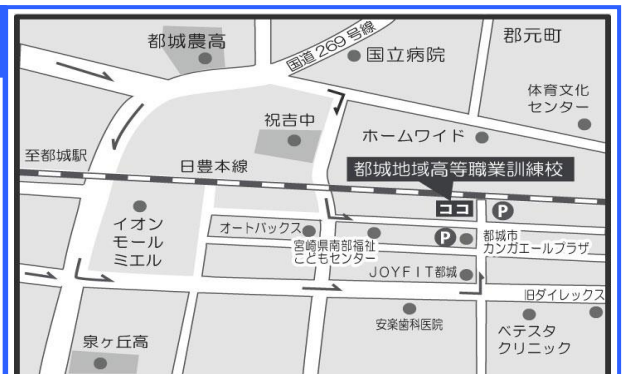 都城農高
国道269号線
国立病院
郡元町
体育文化
センター
祝吉中
ホームワイド
至都城駅
日豊本線
都城地域高等職業訓練校
ココ
P
イオン
モール
ミエル
オートバックス
宮崎県南部福祉
こどもセンター
P
都城市
カンガエールプラザ
JOYFIT都城
旧ダイレックス
安楽歯科医院
ベテスタ
クリニック
泉ヶ丘高